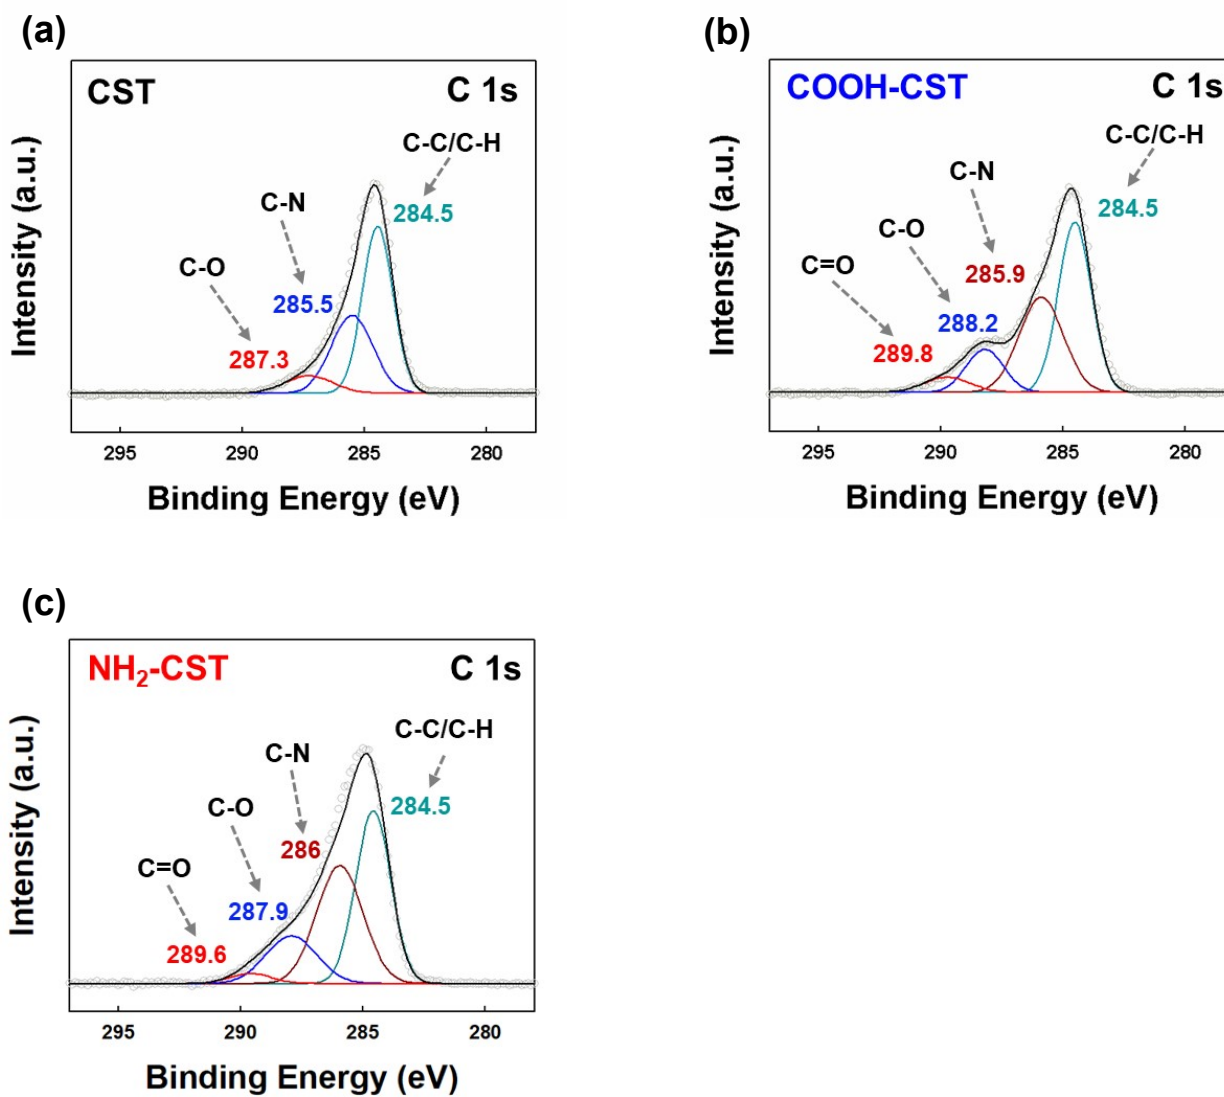 (a)
CST
C 1s
C-C/C-H
284.5
C-N
285.5
C-O
287.3
Intensity (a.u.)
295
290
285
280
Binding Energy (eV)
(b)
COOH-CST
C 1s
C-C/C-H
284.5
C-N
285.9
C-O
288.2
C=O
289.8
Intensity (a.u.)
295
290
285
280
Binding Energy (eV)
(c)
NH₂-CST
C 1s
C-C/C-H
284.5
C-N
286
C-O
287.9
C=O
289.6
Intensity (a.u.)
295
290
285
280
Binding Energy (eV)